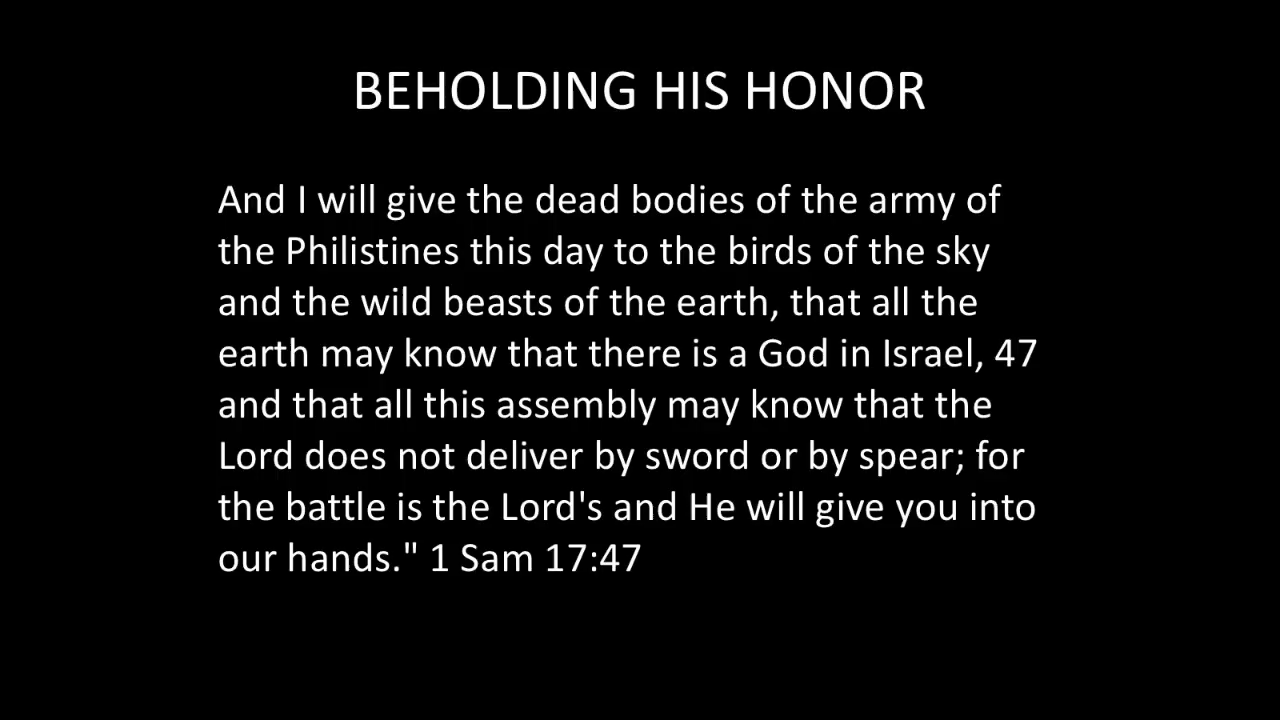 BEHOLDING HIS HONOR
And I will give the dead bodies of the army of
the Philistines this day to the birds of the sky
and the wild beasts of the earth, that all the
earth may know that there is a God in Israel, 47
and that all this assembly may know that the
Lord does not deliver by sword or by spear; for
the battle is the Lord's and He will give you into
our hands." 1 Sam 17:47